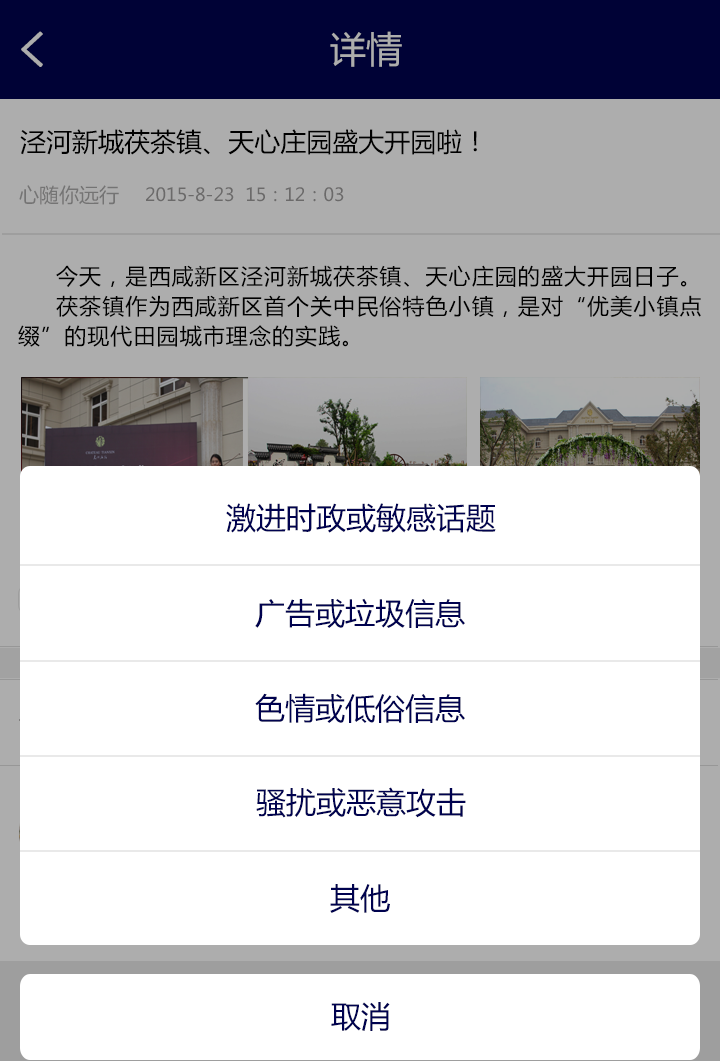 详情
泾河新城茯茶镇、天心庄园盛大开园啦！
心随你远行 2015-8-23 15：12：03
今天，是西咸新区泾河新城茯茶镇、天心庄园的盛大开园日子。
茯茶镇作为西咸新区首个关中民俗特色小镇，是对“优美小镇点
缀”的现代田园城市理念的实践。
激进时政或敏感话题
广告或垃圾信息
色情或低俗信息
骚扰或恶意攻击
其他
取消